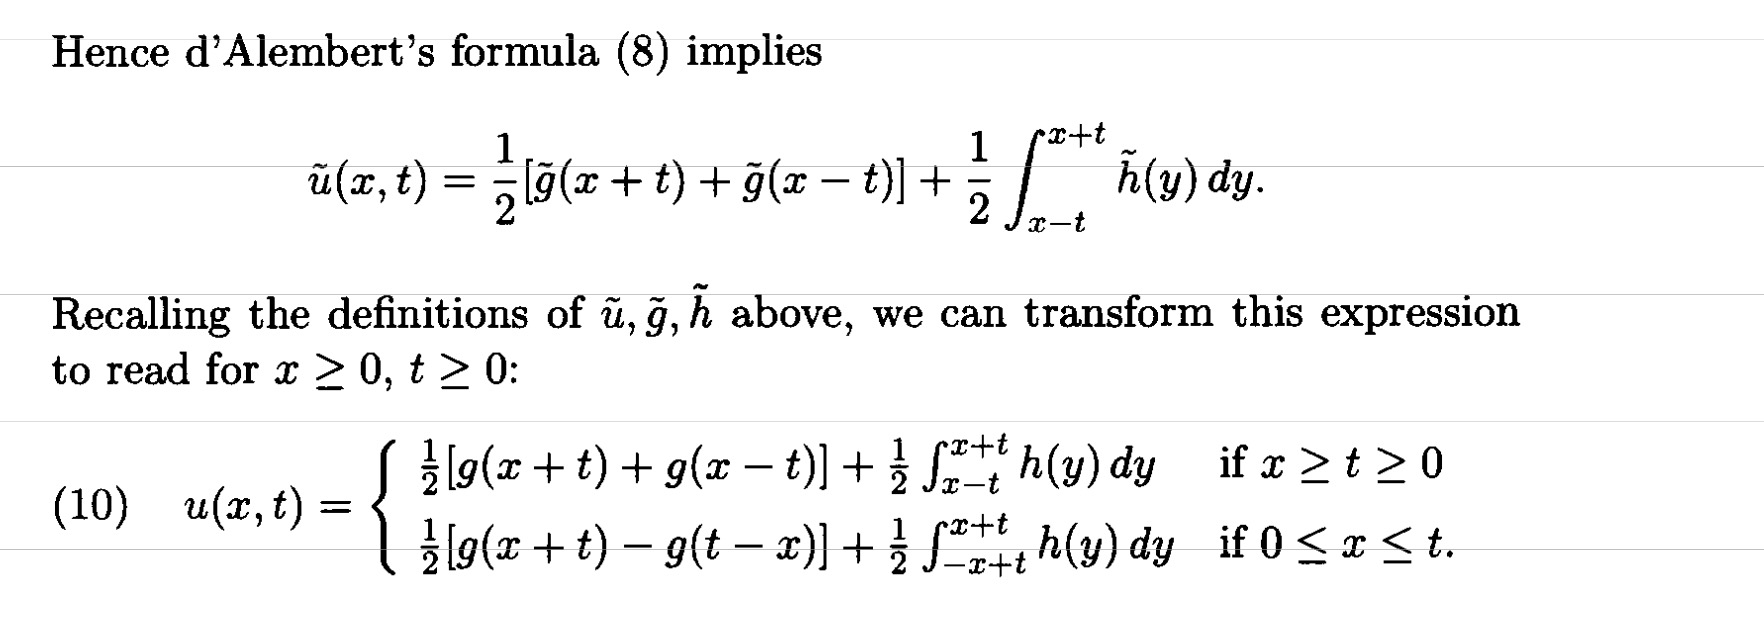 Hence d'Alembert's formula (8) implies
ũ(x, t) = 1/2[g̃(x + t) + g̃(x − t)] + 1/2 ∫_{x−t}^{x+t} h̃(y) dy.
Recalling the definitions of ũ, g̃, h̃ above, we can transform this expression
to read for x ≥ 0, t ≥ 0:
(10) u(x, t) = { 1/2[g(x + t) + g(x − t)] + 1/2 ∫_{x−t}^{x+t} h(y) dy if x ≥ t ≥ 0
1/2[g(x + t) − g(t − x)] + 1/2 ∫_{−x+t}^{x+t} h(y) dy if 0 ≤ x ≤ t.